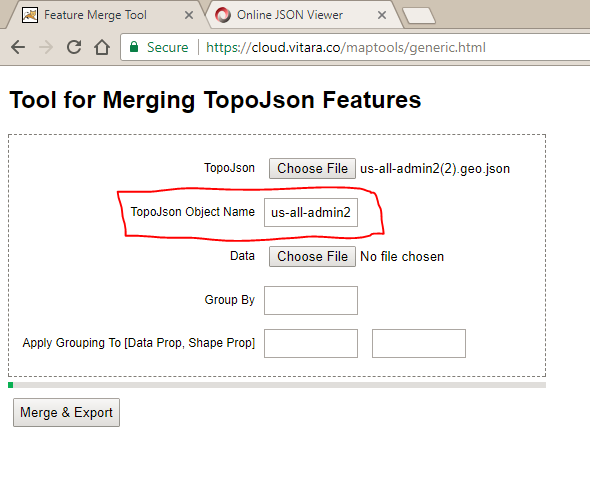 Feature Merge Tool
Online JSON Viewer
Secure https://cloud.vitara.co/maptools/generic.html
Tool for Merging TopoJson Features
TopoJson Choose File us-all-admin2(2).geo.json
TopoJson Object Name us-all-admin2
Data Choose File No file chosen
Group By
Apply Grouping To [Data Prop, Shape Prop]
Merge & Export